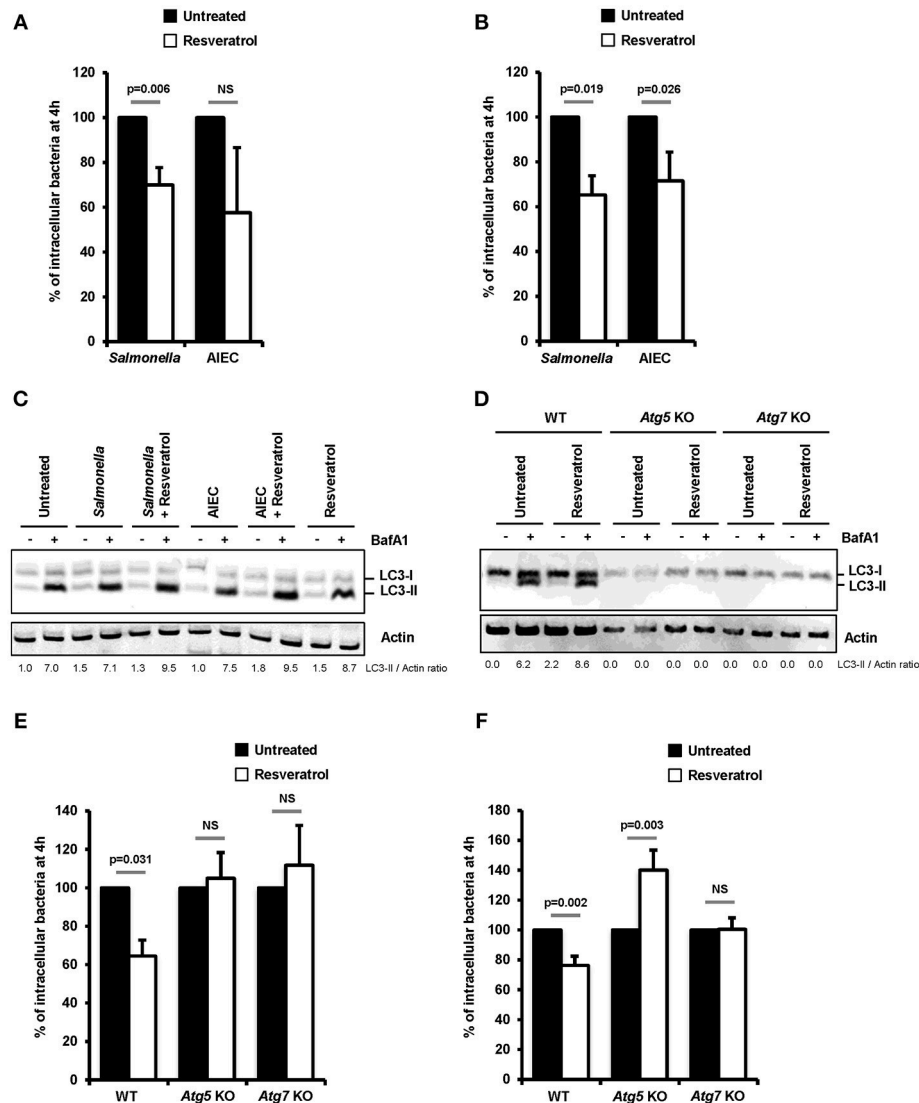 A
Untreated
Resveratrol
120
100
80
60
40
20
0
% of intracellular bacteria at 4h
p=0.006
NS
Salmonella
AIEC
B
Untreated
Resveratrol
120
100
80
60
40
20
0
% of intracellular bacteria at 4h
p=0.019
p=0.026
Salmonella
AIEC
C
Untreated
Salmonella
Salmonella
+ Resveratrol
AIEC
AIEC
+ Resveratrol
Resveratrol
- + - + - + - + - + - + BafA1
LC3-I
LC3-II
Actin
1.0 7.0 1.5 7.1 1.3 9.5 1.0 7.5 1.8 9.5 1.5 8.7 LC3-II / Actin ratio
D
WT Atg5 KO Atg7 KO
Untreated
Resveratrol
Untreated
Resveratrol
Untreated
Resveratrol
- + - + - + - + - + - + BafA1
LC3-I
LC3-II
Actin
0.0 6.2 2.2 8.6 0.0 0.0 0.0 0.0 0.0 0.0 0.0 0.0 LC3-II / Actin ratio
E
Untreated
Resveratrol
140
120
100
80
60
40
20
0
% of intracellular bacteria at 4h
p=0.031
NS
NS
WT
Atg5 KO
Atg7 KO
F
Untreated
Resveratrol
180
160
140
120
100
80
60
40
20
0
% of intracellular bacteria at 4h
p=0.002
p=0.003
NS
WT
Atg5 KO
Atg7 KO